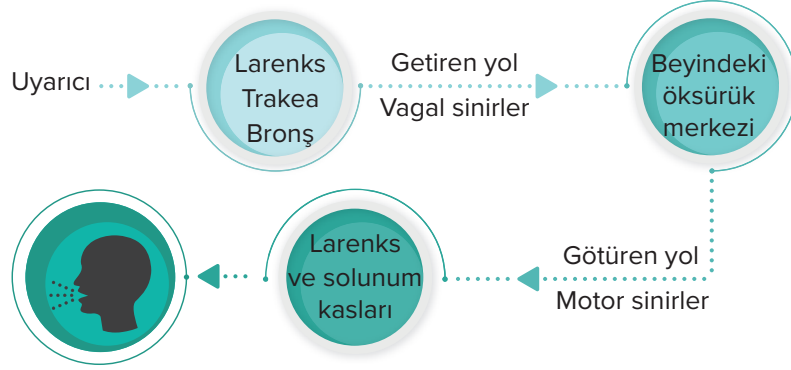 Uyarıcı
Larenks
Trakea
Bronş
Getiren yol
Vagal sinirler
Beyindeki
öksürük
merkezi
Götüren yol
Motor sinirler
Larenks
ve solunum
kasları